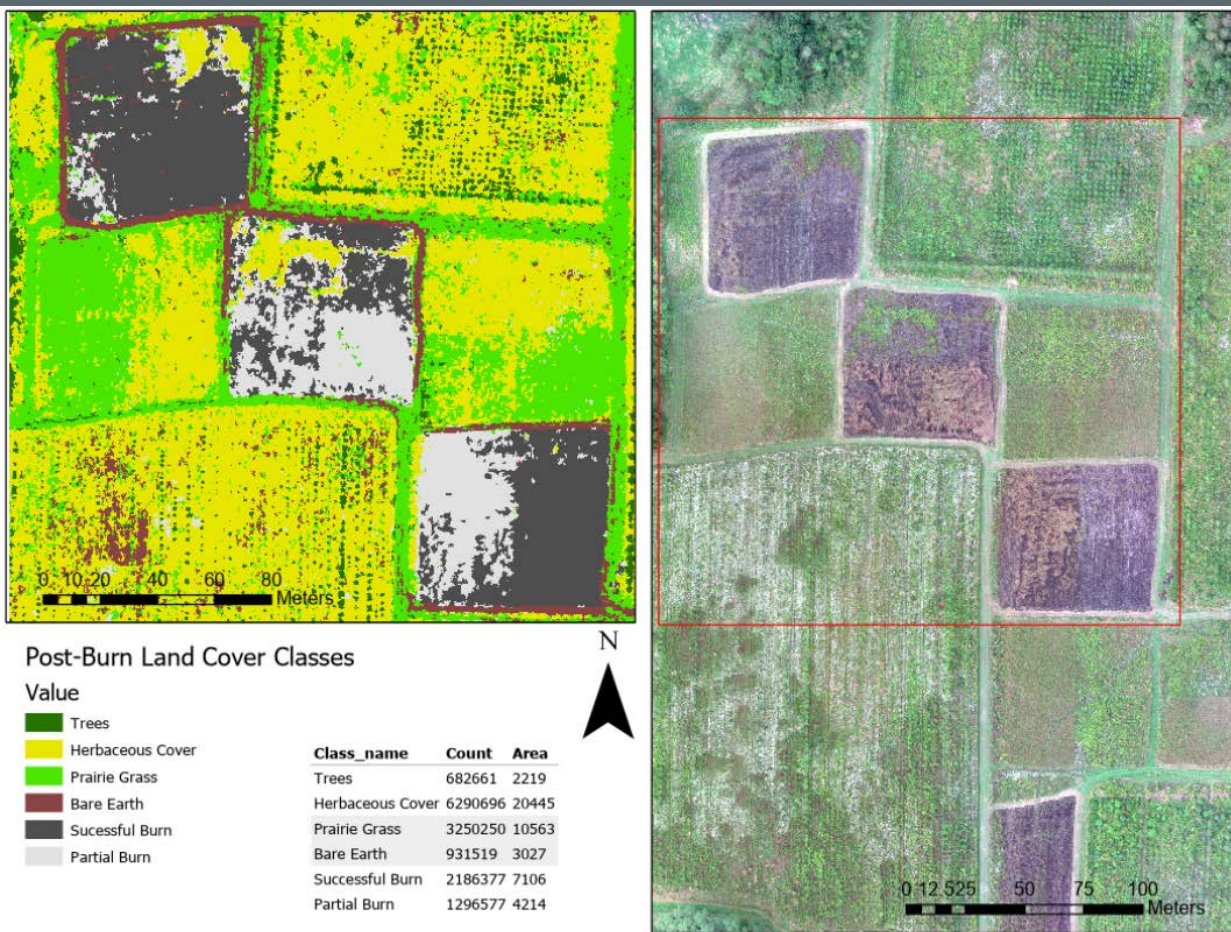 0 10 20 40 60 80
Meters
Post-Burn Land Cover Classes
Value
Trees
Herbaceous Cover
Prairie Grass
Bare Earth
Sucessful Burn
Partial Burn
N
Class_name Count Area
Trees 682661 2219
Herbaceous Cover 6290696 20445
Prairie Grass 3250250 10563
Bare Earth 931519 3027
Successful Burn 2186377 7106
Partial Burn 1296577 4214
0 12.525 50 75 100
Meters